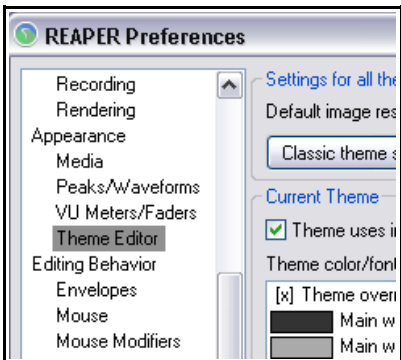 REAPER Preferences
Recording
Rendering
Appearance
Media
Peaks/Waveforms
VU Meters/Faders
Theme Editor
Editing Behavior
Envelopes
Mouse
Mouse Modifiers
Settings for all the
Default image res
Classic theme s
Current Theme
Theme uses i
Theme color/font
[x] Theme overr
Main w
Main w